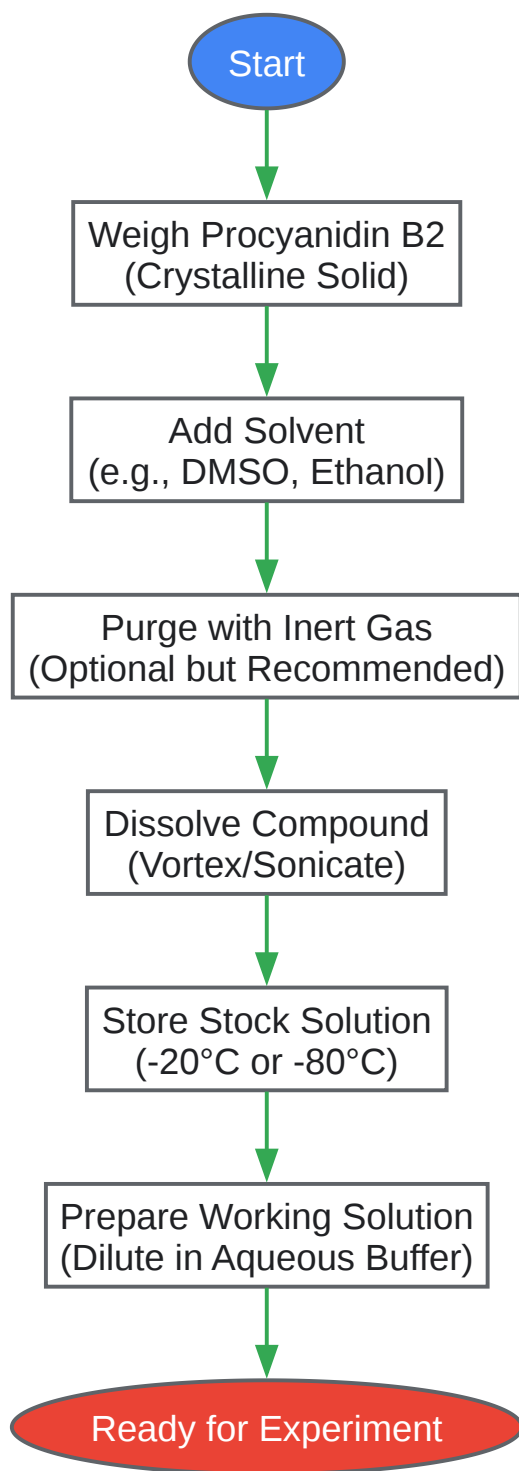 Start
Weigh Procyanidin B2
(Crystalline Solid)
Add Solvent
(e.g., DMSO, Ethanol)
Purge with Inert Gas
(Optional but Recommended)
Dissolve Compound
(Vortex/Sonicate)
Store Stock Solution
(-20°C or -80°C)
Prepare Working Solution
(Dilute in Aqueous Buffer)
Ready for Experiment